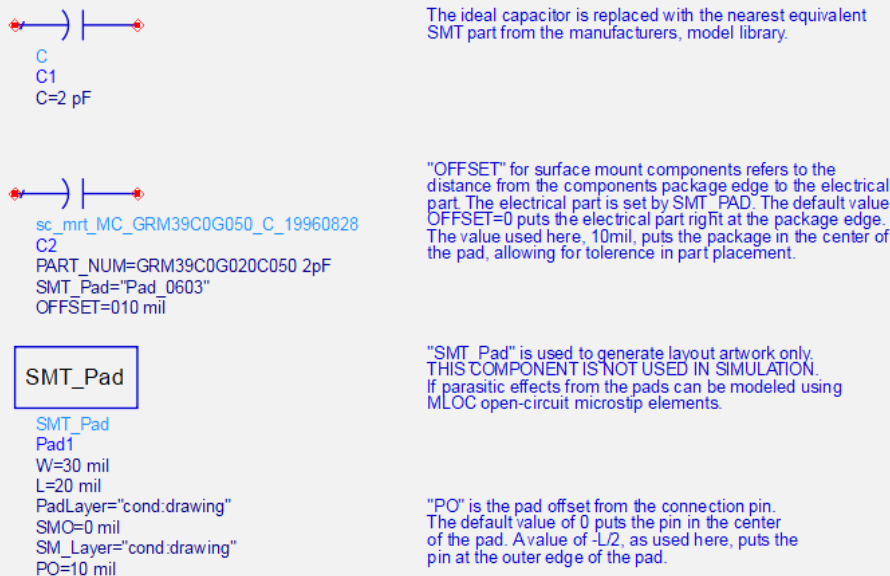 The ideal capacitor is replaced with the nearest equivalent
SMT part from the manufacturers, model library.
C
C1
C=2 pF
"OFFSET" for surface mount components refers to the
distance from the components package edge to the electrical
part. The electrical part is set by SMT_PAD. The default value
OFFSET=0 puts the electrical part right at the package edge.
The value used here, 10mil, puts the package in the center of
the pad, allowing for tolerence in part placement.
sc_mrt_MC_GRM39C0G050_C_19960828
C2
PART_NUM=GRM39C0G020C050 2pF
SMT_Pad="Pad_0603"
OFFSET=010 mil
"SMT_Pad" is used to generate layout artwork only.
THIS COMPONENT IS NOT USED IN SIMULATION.
If parasitic effects from the pads can be modeled using
MLOC open-circuit microstip elements.
SMT_Pad
SMT_Pad
Pad1
W=30 mil
L=20 mil
PadLayer="cond:drawing"
SMO=0 mil
SM_Layer="cond:drawing"
PO=10 mil
"PO" is the pad offset from the connection pin.
The default value of 0 puts the pin in the center
of the pad. A value of -L/2, as used here, puts the
pin at the outer edge of the pad.